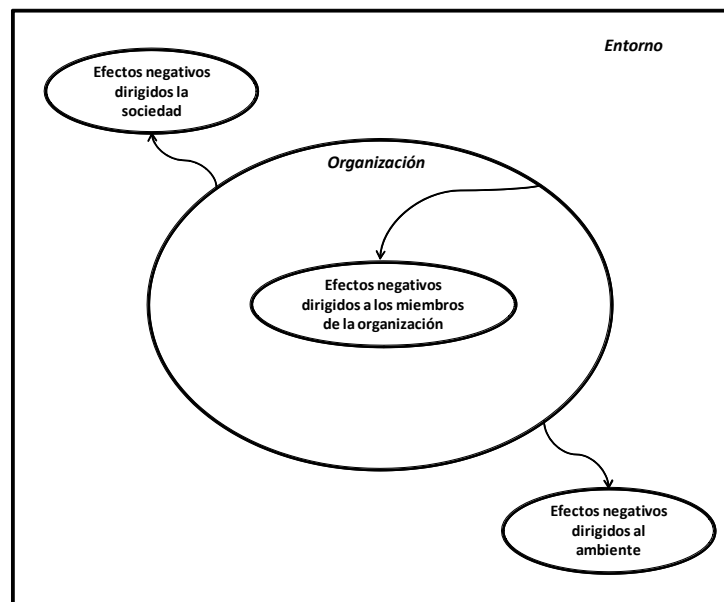 Entorno
Efectos negativos
dirigidos la
sociedad
Organización
Efectos negativos
dirigidos a los miembros
de la organización
Efectos negativos
dirigidos al
ambiente